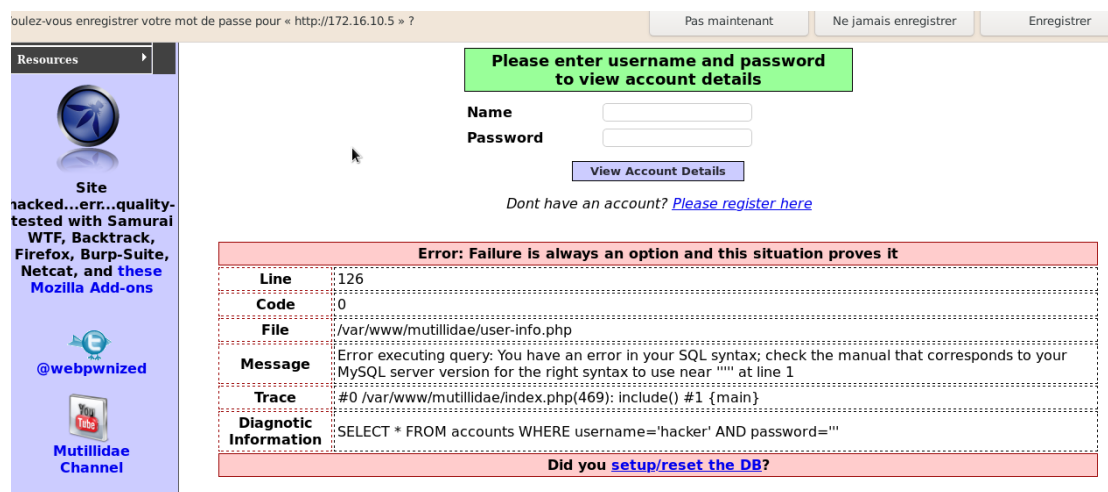 oulez-vous enregistrer votre mot de passe pour « http://172.16.10.5 » ?
Pas maintenant
Ne jamais enregistrer
Enregistrer
Resources
Please enter username and password
to view account details
Name
Password
View Account Details
Dont have an account? Please register here
Site
hacked...err...quality-
tested with Samurai
WTF, Backtrack,
Firefox, Burp-Suite,
Netcat, and these
Mozilla Add-ons
@webpwnized
You
Tube
Mutillidae
Channel
Error: Failure is always an option and this situation proves it
Line 126
Code 0
File /var/www/mutillidae/user-info.php
Message Error executing query: You have an error in your SQL syntax; check the manual that corresponds to your
MySQL server version for the right syntax to use near ''''' at line 1
Trace #0 /var/www/mutillidae/index.php(469): include() #1 {main}
Diagnostic
Information SELECT * FROM accounts WHERE username='hacker' AND password='''
Did you setup/reset the DB?